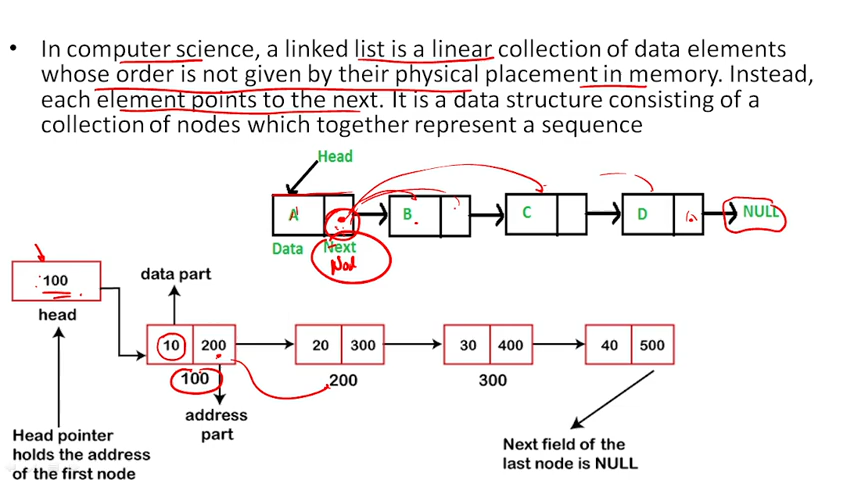 • In computer science, a linked list is a linear collection of data elements
whose order is not given by their physical placement in memory. Instead,
each element points to the next. It is a data structure consisting of a
collection of nodes which together represent a sequence
Head
A B C D NULL
Data Next
Nod
100
head
data part
10 200 20 300 30 400 40 500
100 200 300
address
part
Head pointer
holds the address
of the first node
Next field of the
last node is NULL